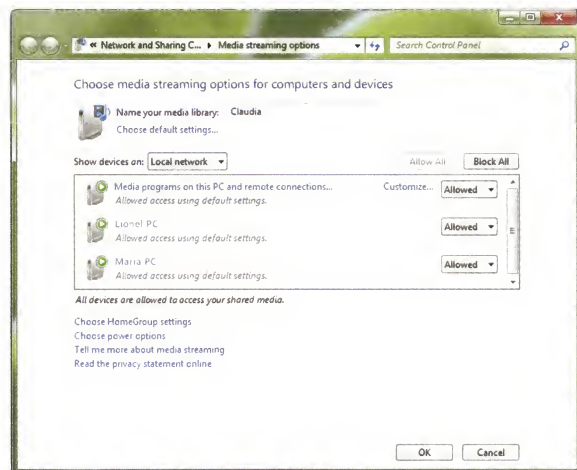 « Network and Sharing C... ▸ Media streaming options
Search Control Panel
Choose media streaming options for computers and devices
Name your media library: Claudia
Choose default settings...
Show devices on: Local network
Allow All
Block All
Media programs on this PC and remote connections...
Customize...
Allowed
Allowed access using default settings.
Lionel PC
Allowed
Allowed access using default settings.
Maria PC
Allowed
Allowed access using default settings.
All devices are allowed to access your shared media.
Choose HomeGroup settings
Choose power options
Tell me more about media streaming
Read the privacy statement online
OK
Cancel